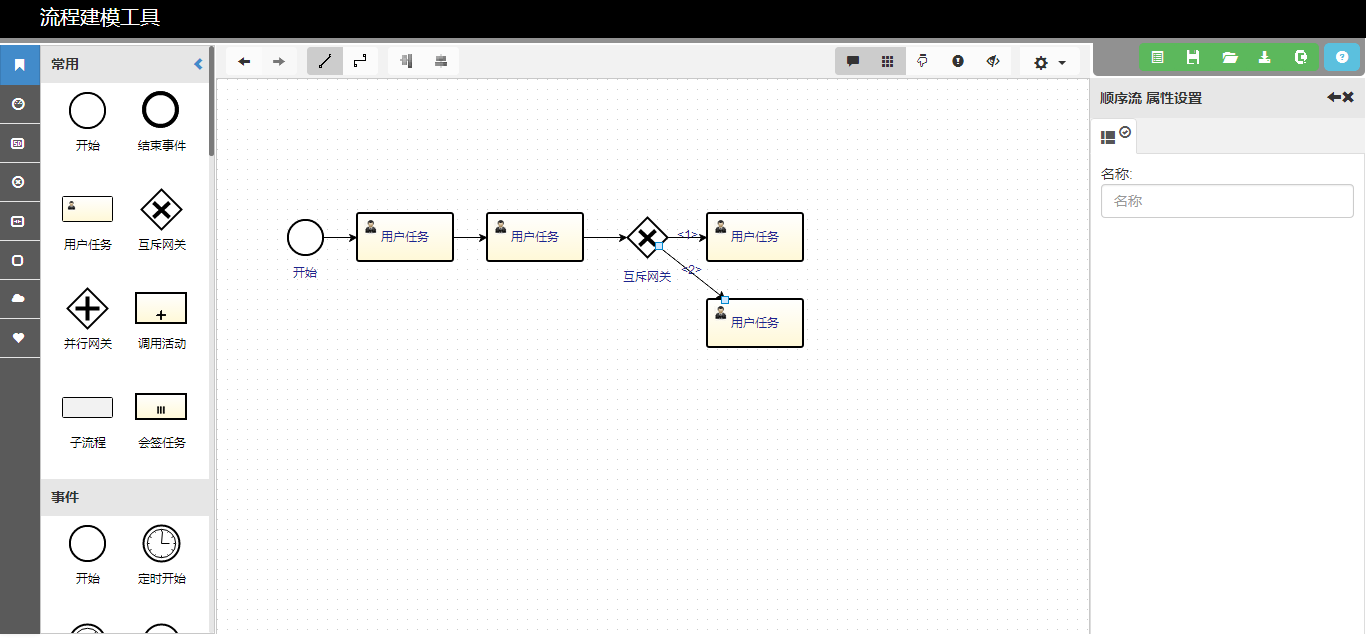 流程建模工具
常用
开始
结束事件
用户任务
互斥网关
并行网关
调用活动
子流程
会签任务
事件
开始
定时开始
开始
用户任务
用户任务
互斥网关
<1>
用户任务
<2>
用户任务
顺序流 属性设置
名称:
名称